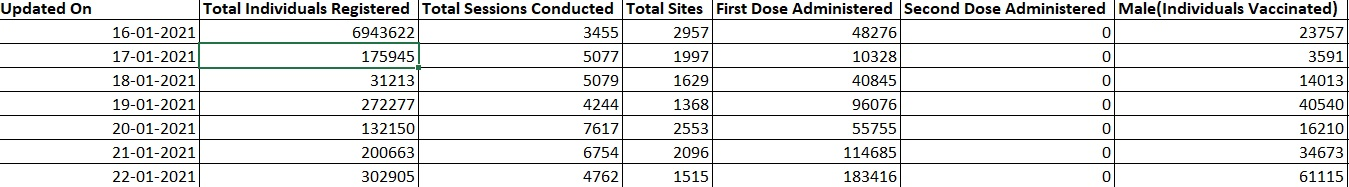 Updated On Total Individuals Registered Total Sessions Conducted Total Sites First Dose Administered Second Dose Administered Male(Individuals Vaccinated)
16-01-2021 6943622 3455 2957 48276 0 23757
17-01-2021 175945 5077 1997 10328 0 3591
18-01-2021 31213 5079 1629 40845 0 14013
19-01-2021 272277 4244 1368 96076 0 40540
20-01-2021 132150 7617 2553 55755 0 16210
21-01-2021 200663 6754 2096 114685 0 34673
22-01-2021 302905 4762 1515 183416 0 61115